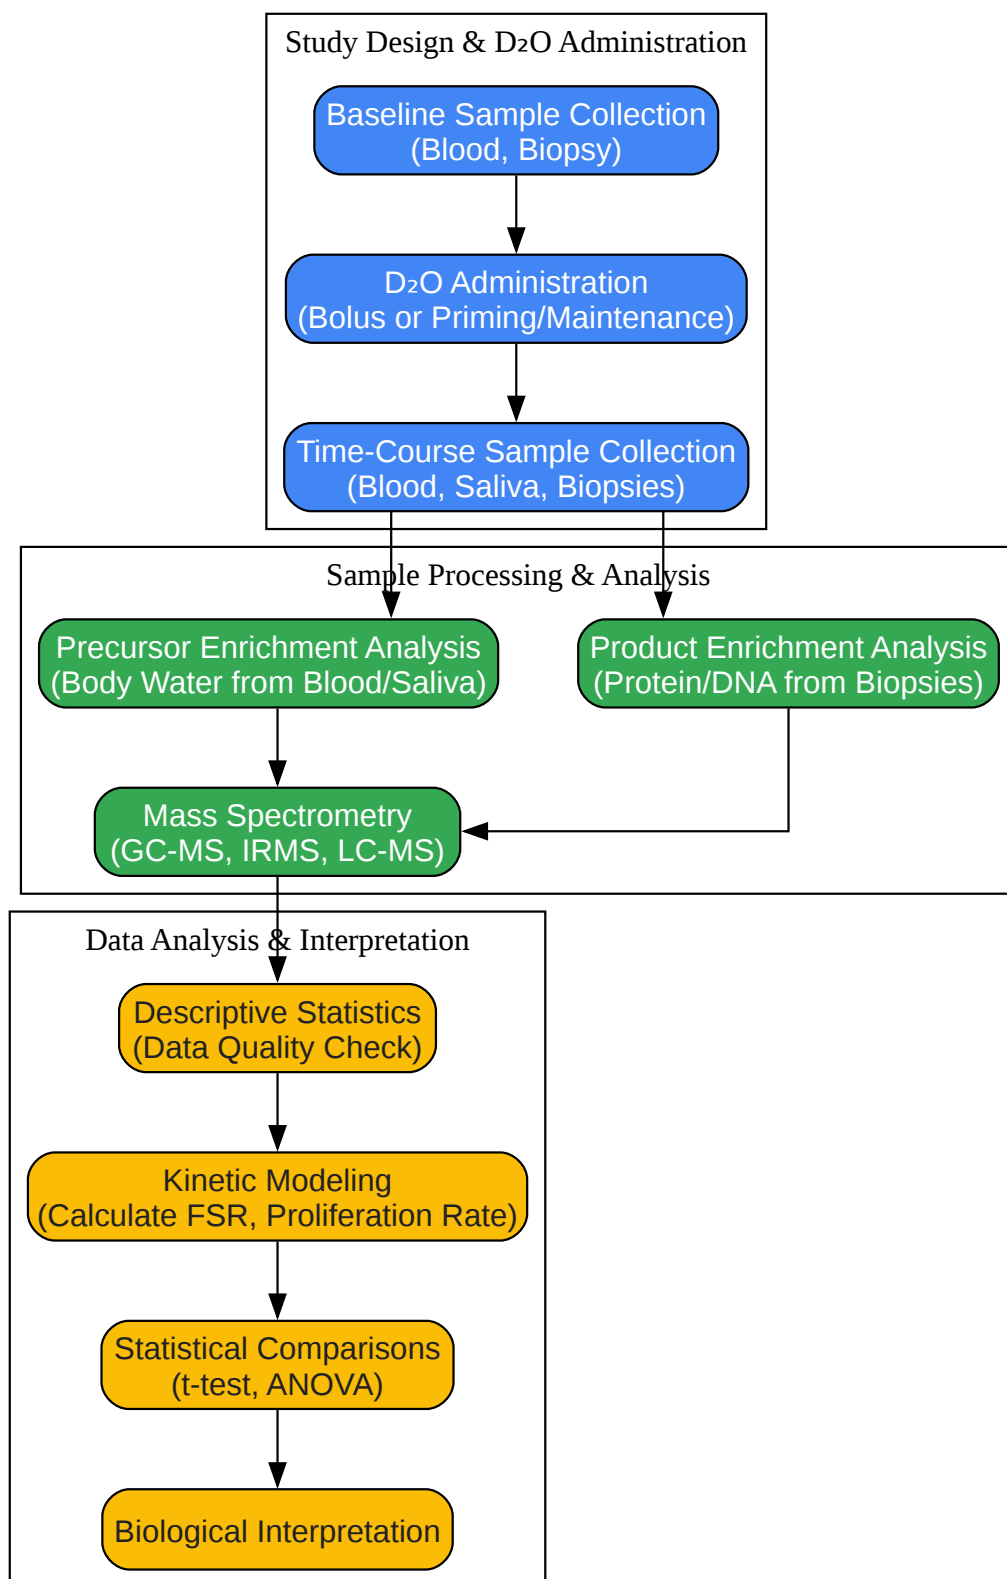 Study Design & D₂O Administration
Baseline Sample Collection
(Blood, Biopsy)
D₂O Administration
(Bolus or Priming/Maintenance)
Time-Course Sample Collection
(Blood, Saliva, Biopsies)
Sample Processing & Analysis
Precursor Enrichment Analysis
(Body Water from Blood/Saliva)
Product Enrichment Analysis
(Protein/DNA from Biopsies)
Mass Spectrometry
(GC-MS, IRMS, LC-MS)
Data Analysis & Interpretation
Descriptive Statistics
(Data Quality Check)
Kinetic Modeling
(Calculate FSR, Proliferation Rate)
Statistical Comparisons
(t-test, ANOVA)
Biological Interpretation